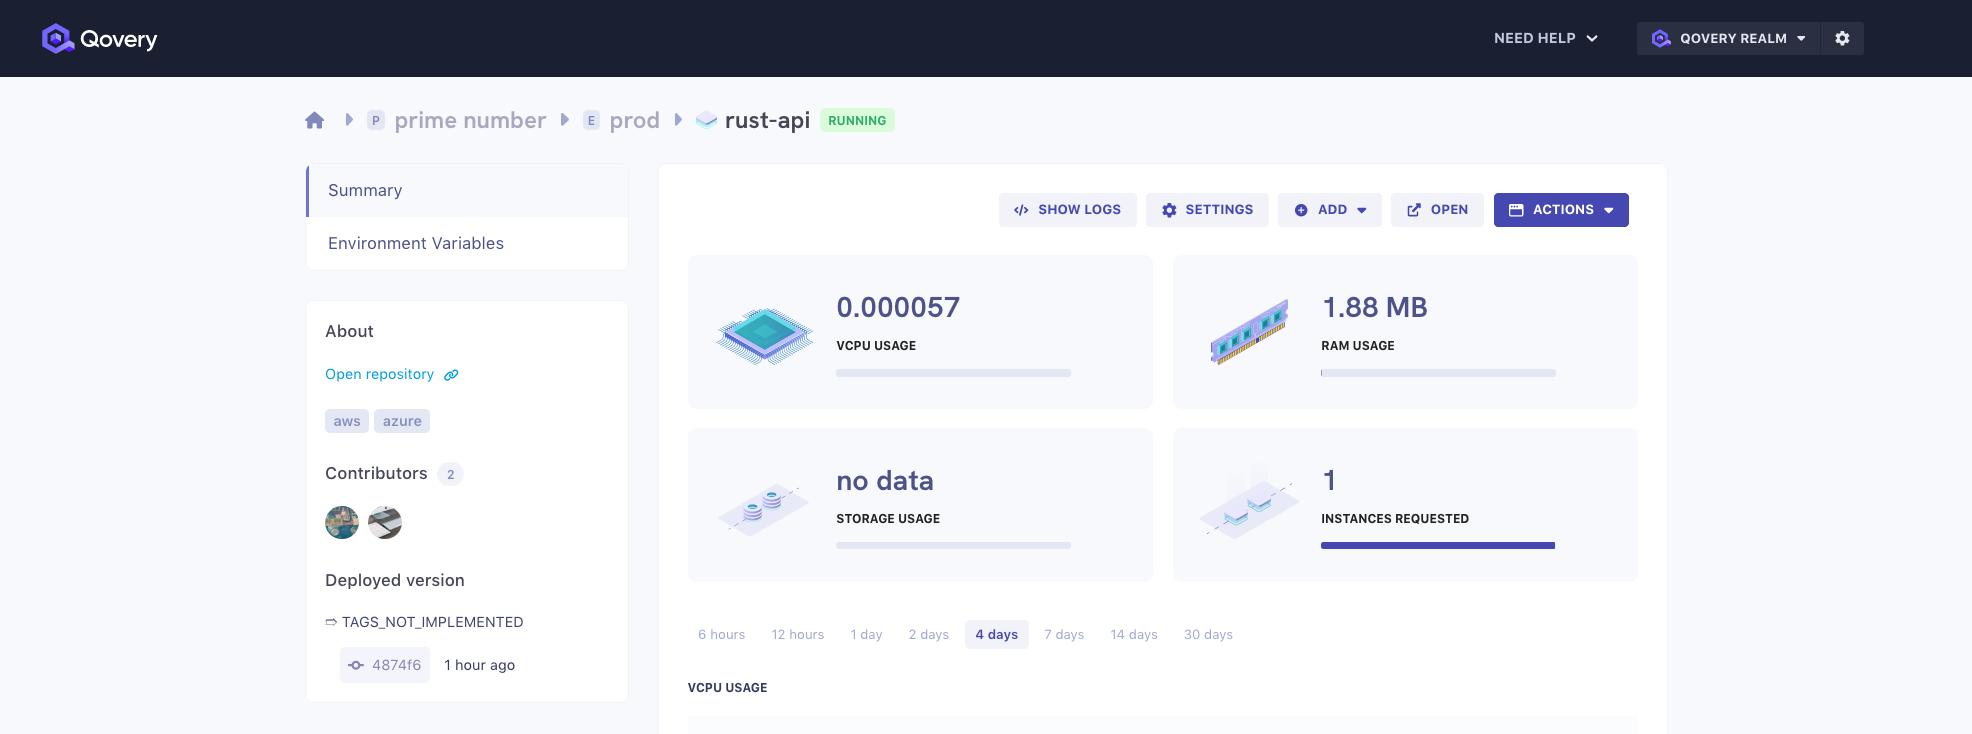 Qovery
NEED HELP
QOVERY REALM
P prime number E prod rust-api RUNNING
Summary
Environment Variables
About
Open repository
aws azure
Contributors 2
Deployed version
⇨ TAGS_NOT_IMPLEMENTED
4874f6 1 hour ago
SHOW LOGS SETTINGS ADD OPEN ACTIONS
0.000057
VCPU USAGE
1.88 MB
RAM USAGE
no data
STORAGE USAGE
1
INSTANCES REQUESTED
6 hours 12 hours 1 day 2 days 4 days 7 days 14 days 30 days
VCPU USAGE